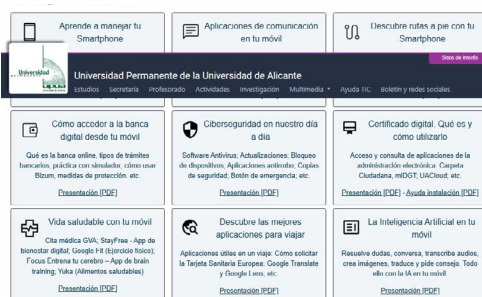 Aprende a manejar tu
Smartphone
Aplicaciones de comunicación
en tu móvil
Descubre rutas a pie con tu
Smartphone
Sitios de Interés
Universidad
Universidad Permanente de la Universidad de Alicante
Estudios Secretaría Profesorado Actividades Investigación Multimedia Ayuda TIC Boletín y redes sociales
Cómo acceder a la banca
digital desde tu móvil
Qué es la banca online, tipos de trámites
bancarios, práctica con simulador, cómo usar
Bizum, medidas de protección, etc.
Presentación [PDF]
Ciberseguridad en nuestro día
a día
Software Antivirus; Actualizaciones; Bloqueo
de dispositivos, Aplicaciones antirrobo; Copias
de seguridad; Botón de emergencia; etc.
Presentación [PDF]
Certificado digital. Qué es y
cómo utilizarlo
Acceso y consulta de aplicaciones de la
administración electrónica: Carpeta
Ciudadana, miDGT; UACloud; etc.
Presentación [PDF] - Ayuda instalación [PDF]
Vida saludable con tu móvil
Cita médica GVA; StayFree - App de
bienestar digital; Google Fit (Ejercicio físico);
Focus Entrena tu cerebro – App de brain
training; Yuka (Alimentos saludables)
Presentación [PDF]
Descubre las mejores
aplicaciones para viajar
Aplicaciones útiles en un viaje: Cómo solicitar
la Tarjeta Sanitaria Europea; Google Translate
y Google Lens, etc.
Presentación [PDF]
La Inteligencia Artificial en tu
móvil
Resuelve dudas, conversa, transcribe audios,
crea imágenes, traduce y pide consejo. Todo
ello con la IA en tu móvil
Presentación [PDF]